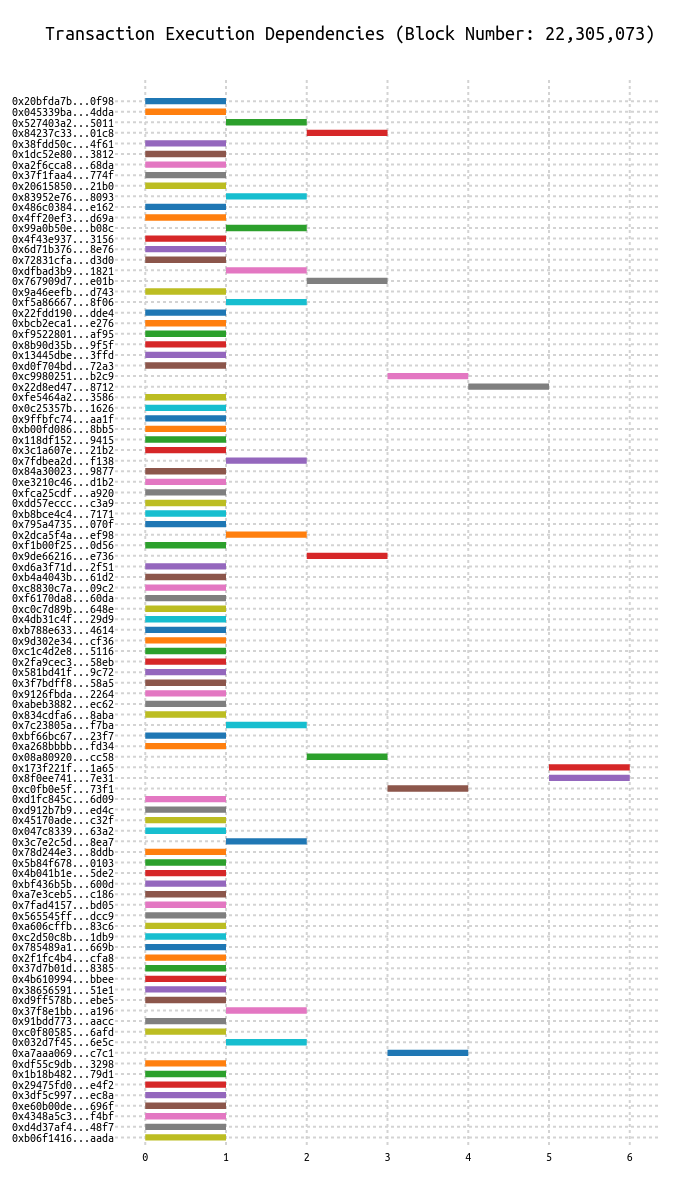 Transaction Execution Dependencies (Block Number: 22,305,073)
0x20bfda7b...0f98
0x045339ba...4dda
0x527403a2...5011
0x84237c33...01c8
0x38fdd50c...4f61
0x1dc52e80...3812
0xa2f6cca8...68da
0x37f1faa4...774f
0x20615850...21b0
0x83952e76...8093
0x486c0384...e162
0x4ff20ef3...d69a
0x99a0b50e...b08c
0x4f43e937...3156
0x6d71b376...8e76
0x72831cfa...d3d0
0xdfbad3b9...1821
0x767909d7...e01b
0x9a46eefb...d743
0xf5a86667...8f06
0x22fdd190...dde4
0xbcb2eca1...e276
0xf9522801...af95
0x8b90d35b...9f5f
0x13445dbe...3ffd
0xd0f704bd...72a3
0xc9980251...b2c9
0x22d8ed47...8712
0xfe5464a2...3586
0x0c25357b...1626
0x9ffbfc74...aa1f
0xb00fd086...8bb5
0x118df152...9415
0x3c1a607e...21b2
0x7fdbea2d...f138
0x84a30023...9877
0xe3210c46...d1b2
0xfca25cdf...a920
0xdd57eccc...c3a9
0xb8bce4c4...7171
0x795a4735...070f
0x2dca5f4a...ef98
0xf1b00f25...0d56
0x9de66216...e736
0xd6a3f71d...2f51
0xb4a4043b...61d2
0xc8830c7a...09c2
0xf6170da8...60da
0xc0c7d89b...648e
0x4db31c4f...29d9
0xb788e633...4614
0x9d302e34...cf36
0xc1c4d2e8...5116
0x2fa9cec3...58eb
0x581bd41f...9c72
0x3f7bdff8...58a5
0x9126fbda...2264
0xabeb3882...ec62
0x834cdfa6...8aba
0x7c23805a...f7ba
0xbf66bc67...23f7
0xa268bbbb...fd34
0x08a80920...cc58
0x173f221f...1a65
0x8f0ee741...7e31
0xc0fb0e5f...73f1
0xd1fc845c...6d09
0xd912b7b9...ed4c
0x45170ade...c32f
0x047c8339...63a2
0x3c7e2c5d...8ea7
0x78d244e3...8ddb
0x5b84f678...0103
0x4b041b1e...5de2
0xbf436b5b...600d
0xa7e3ceb5...c186
0x7fad4157...bd05
0x565545ff...dcc9
0xa606cffb...83c6
0xc2d50c8b...1db9
0x785489a1...669b
0x2f1fc4b4...cfa8
0x37d7b01d...8385
0x4b610994...bbee
0x38656591...51e1
0xd9ff578b...ebe5
0x37f8e1bb...a196
0x91bdd773...aacc
0xc0f80585...6afd
0x032d7f45...6e5c
0xa7aaa069...c7c1
0xdf55c9db...3298
0x1b18b482...79d1
0x29475fd0...e4f2
0x3df5c997...ec8a
0xe60b00de...696f
0x4348a5c3...f4bf
0xd4d37af4...48f7
0xb06f1416...aada
0 1 2 3 4 5 6